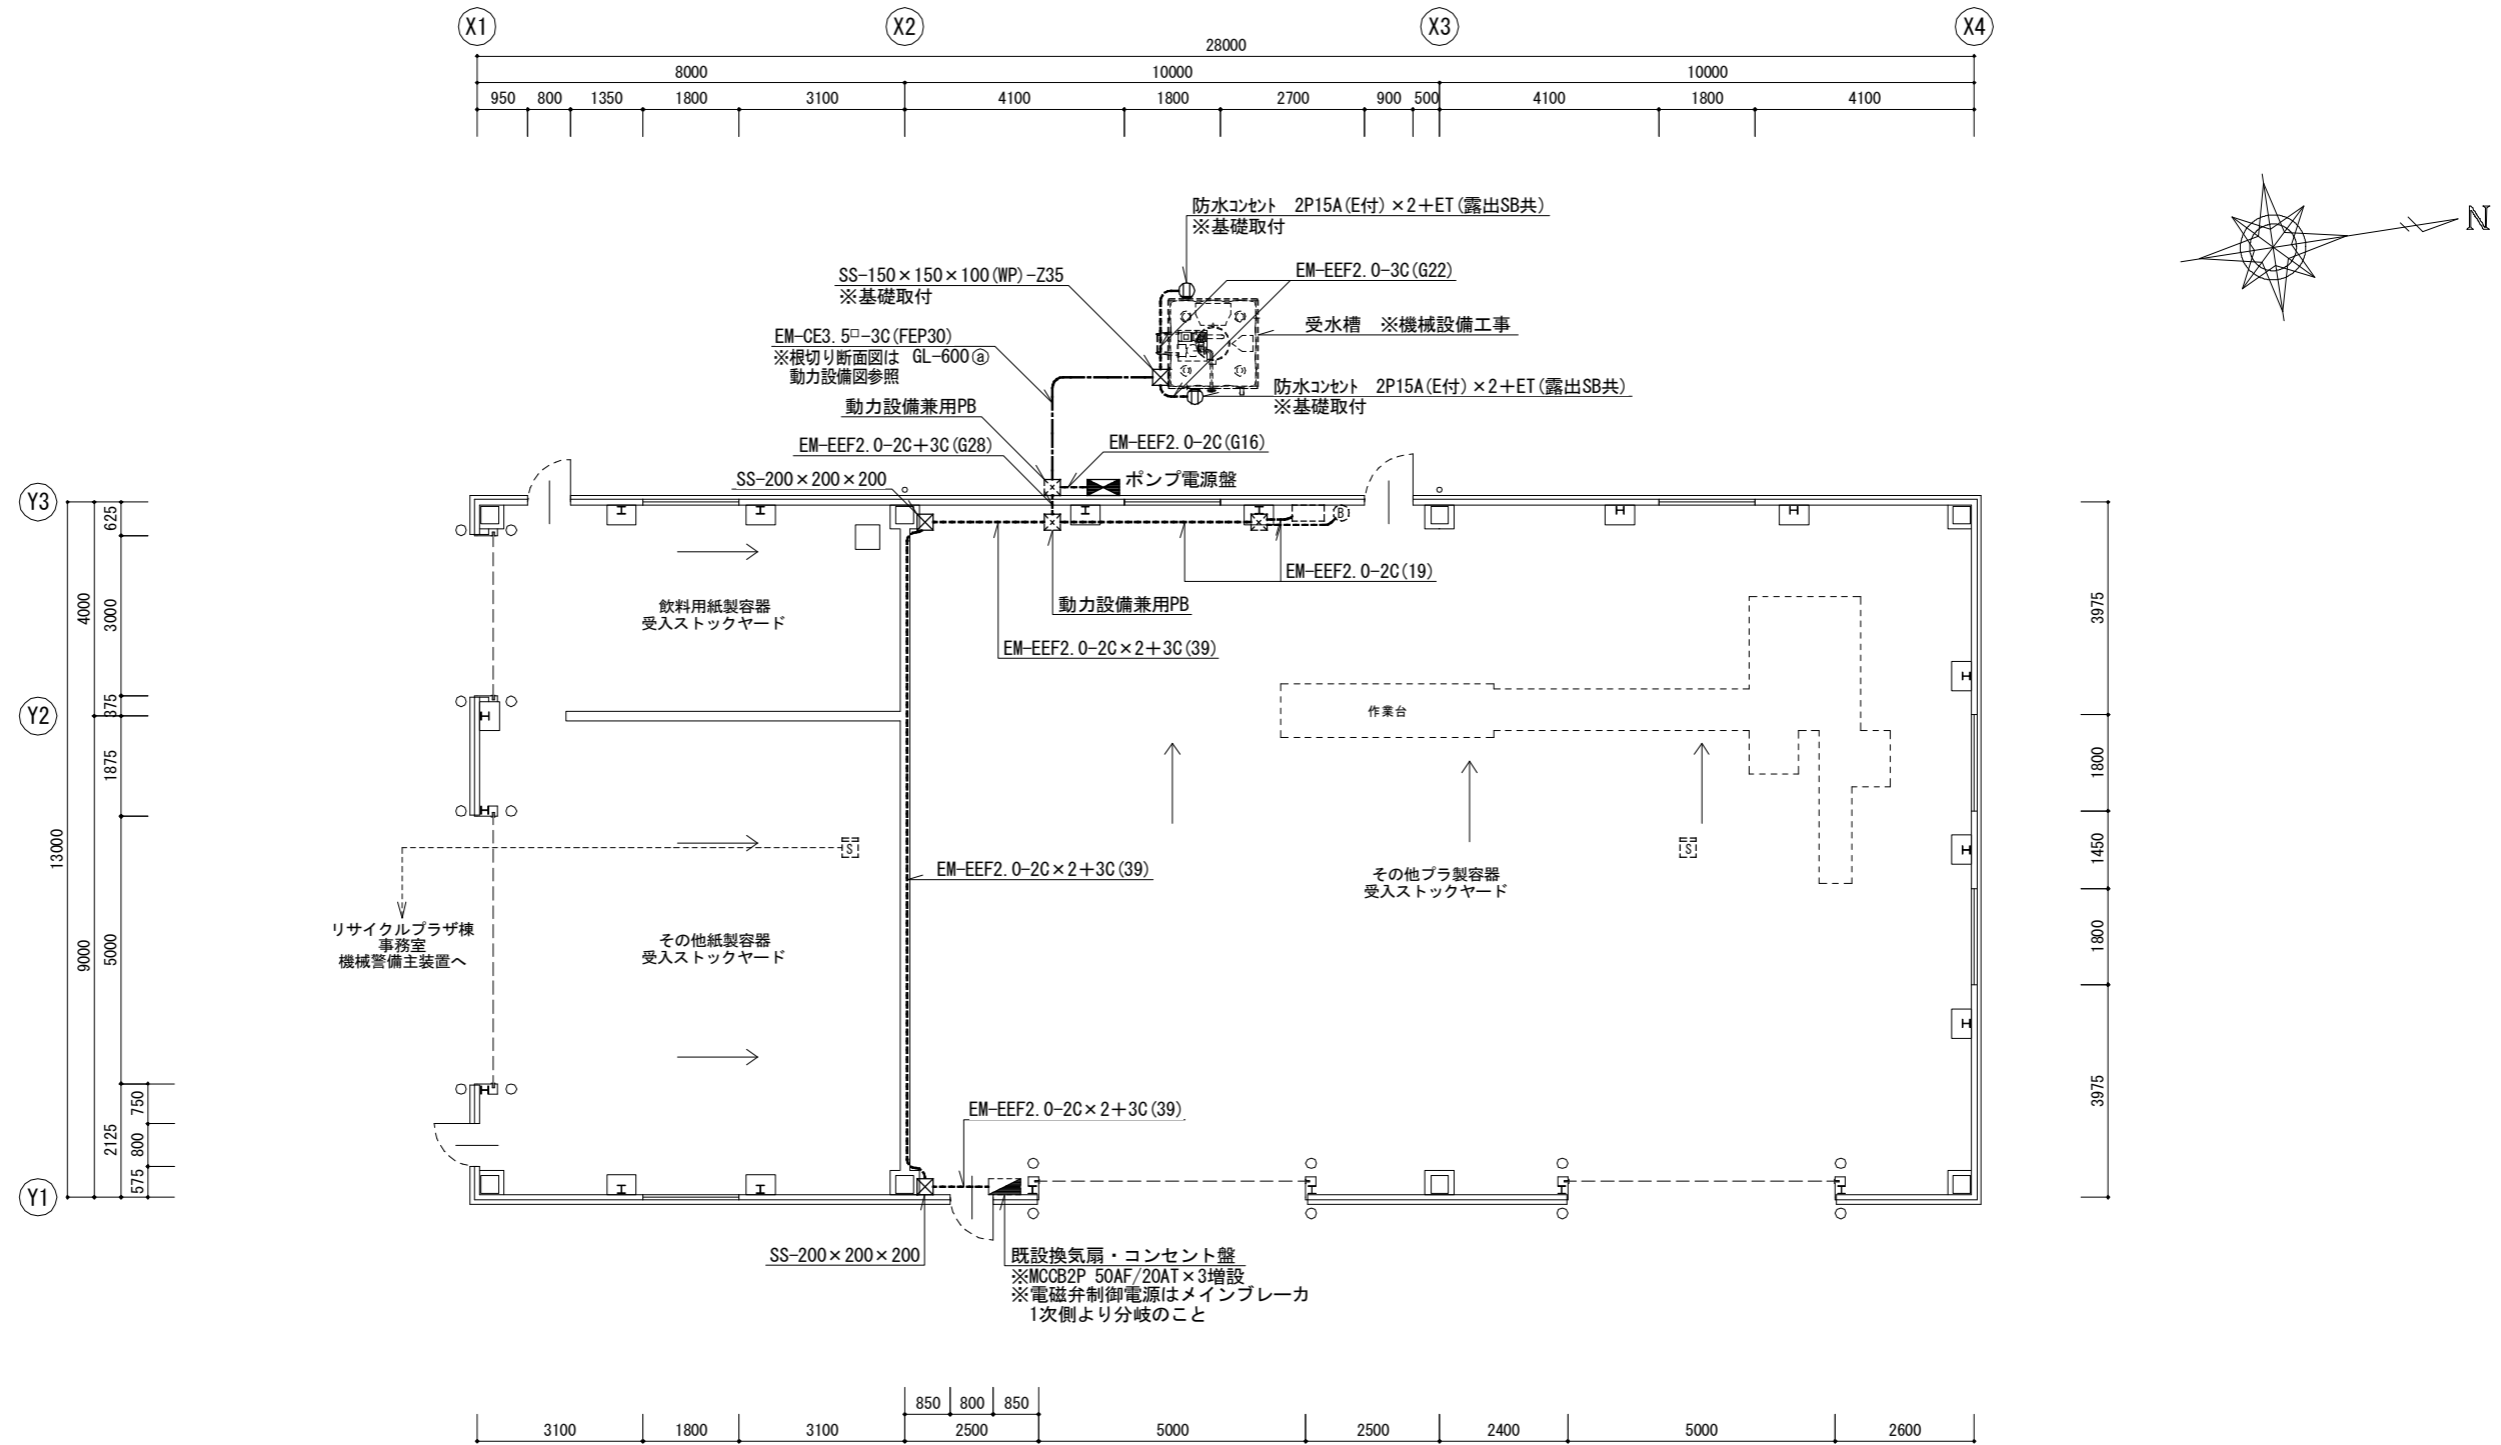 X1
X2
X3
X4
28000
8000
10000
10000
950
800
1350
1800
3100
4100
1800
2700
900
500
4100
1800
4100
N
防水コンセント 2P15A(E付)×2+ET(露出SB共)
※基礎取付
SS-150×150×100(WP)-Z35
※基礎取付
EM-EEF2.0-3C(G22)
受水槽 ※機械設備工事
EM-CE3.5□-3C(FEP30)
※根切り断面図は GL-600ⓐ
動力設備図参照
防水コンセント 2P15A(E付)×2+ET(露出SB共)
※基礎取付
動力設備兼用PB
EM-EEF2.0-2C+3C(G28)
EM-EEF2.0-2C(G16)
SS-200×200×200
ポンプ電源盤
B
EM-EEF2.0-2C(19)
動力設備兼用PB
EM-EEF2.0-2C×2+3C(39)
飲料用紙製容器
受入ストックヤード
作業台
S
S
EM-EEF2.0-2C×2+3C(39)
その他プラ製容器
受入ストックヤード
リサイクルプラザ棟
事務室
機械警備主装置へ
その他紙製容器
受入ストックヤード
EM-EEF2.0-2C×2+3C(39)
SS-200×200×200
既設換気扇・コンセント盤
※MCCB2P 50AF/20AT×3増設
※電磁弁制御電源はメインブレーカ
1次側より分岐のこと
Y3
Y2
Y1
13000
4000
9000
625
3000
375
1875
5000
2125
750
800
575
3975
1800
1450
1800
3975
850
800
850
3100
1800
3100
2500
5000
2500
2400
5000
2600